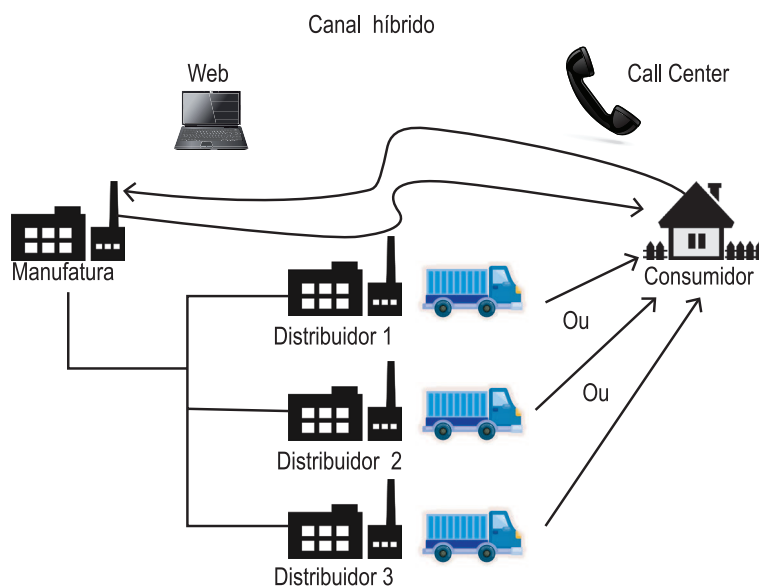 Canal híbrido
Web
Call Center
Manufatura
Consumidor
Distribuidor 1
Ou
Distribuidor 2
Ou
Distribuidor 3